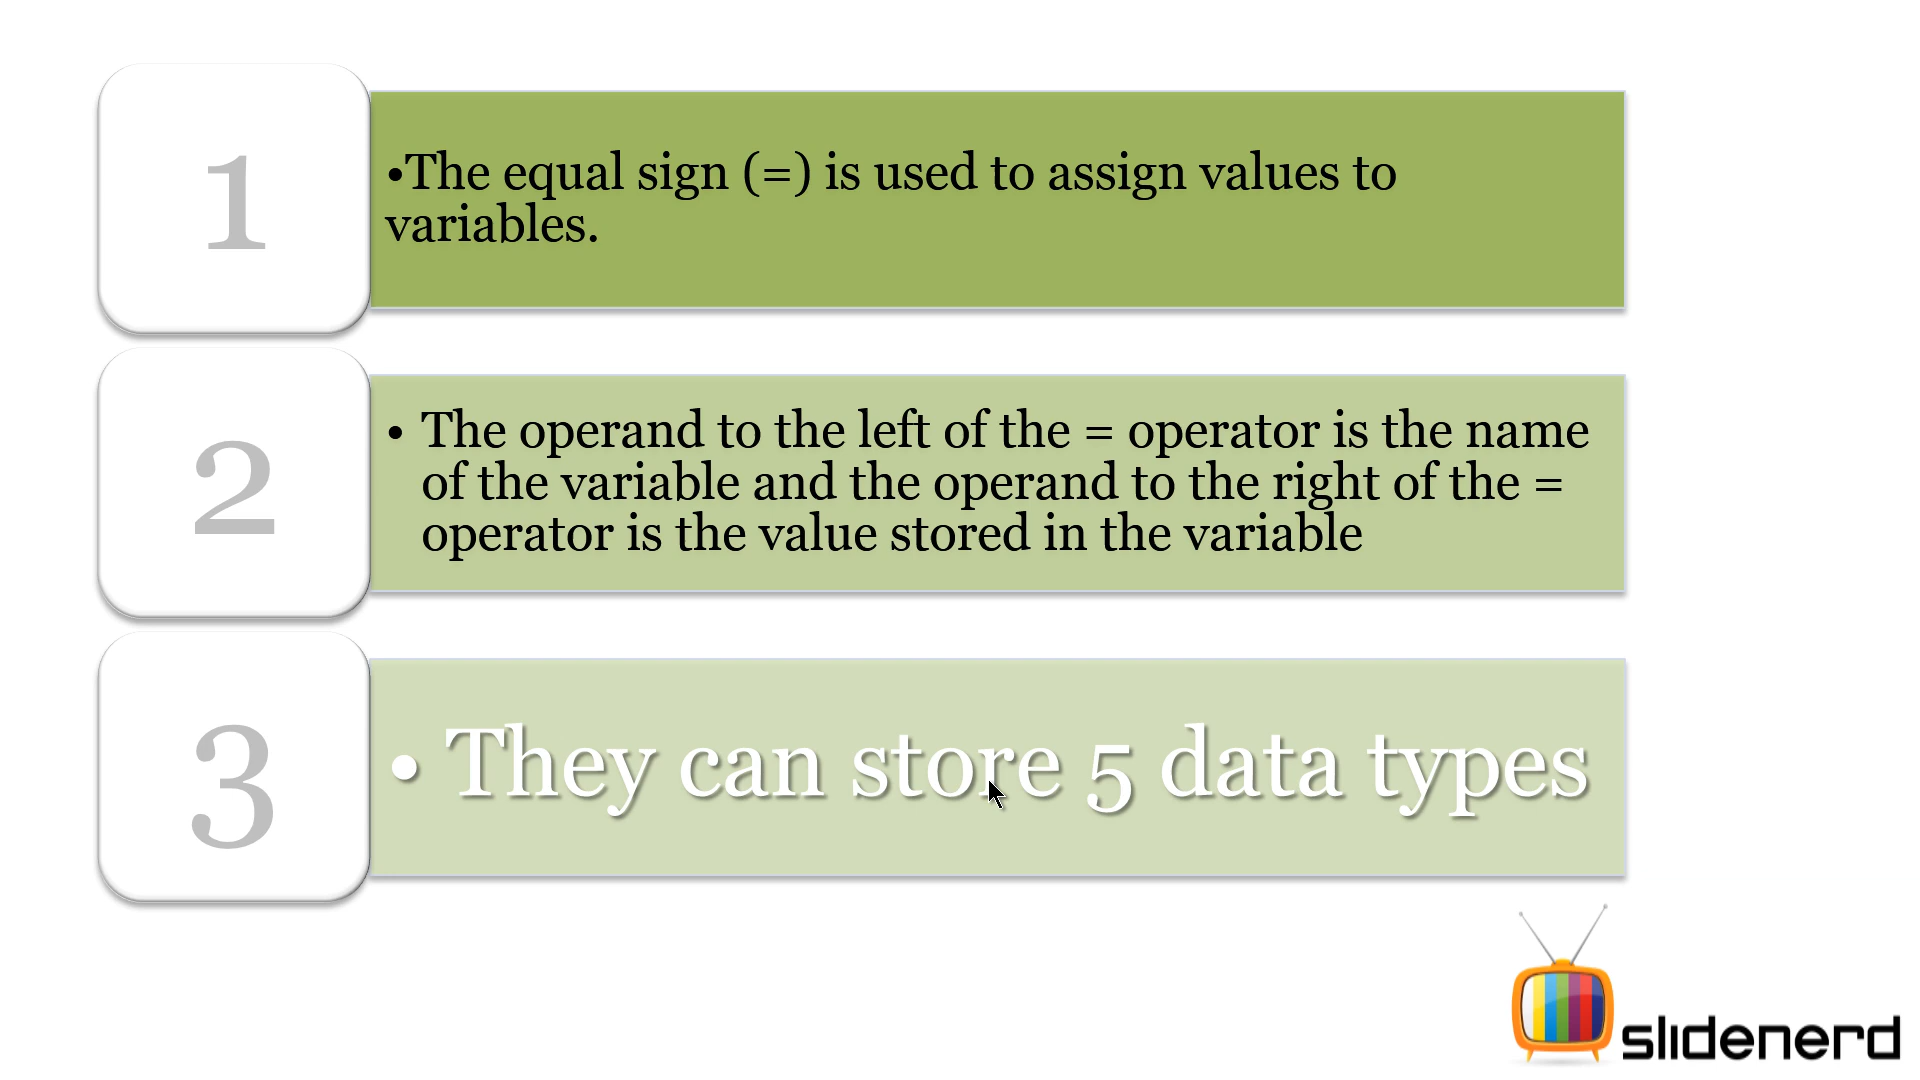 1
•The equal sign (=) is used to assign values to
variables.
2
• The operand to the left of the = operator is the name
of the variable and the operand to the right of the =
operator is the value stored in the variable
3
• They can store 5 data types
slidenerd